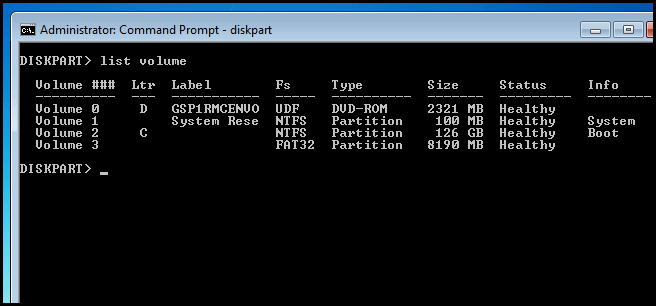 Administrator: Command Prompt - diskpart
DISKPART> list volume
Volume ### Ltr Label Fs Type Size Status Info
---------- --- ----------- ----- ---------- ------- --------- --------
Volume 0 D GSP1RMCENVO UDF DVD-ROM 2321 MB Healthy
Volume 1 System Rese NTFS Partition 100 MB Healthy System
Volume 2 C NTFS Partition 126 GB Healthy Boot
Volume 3 FAT32 Partition 8190 MB Healthy
DISKPART> _